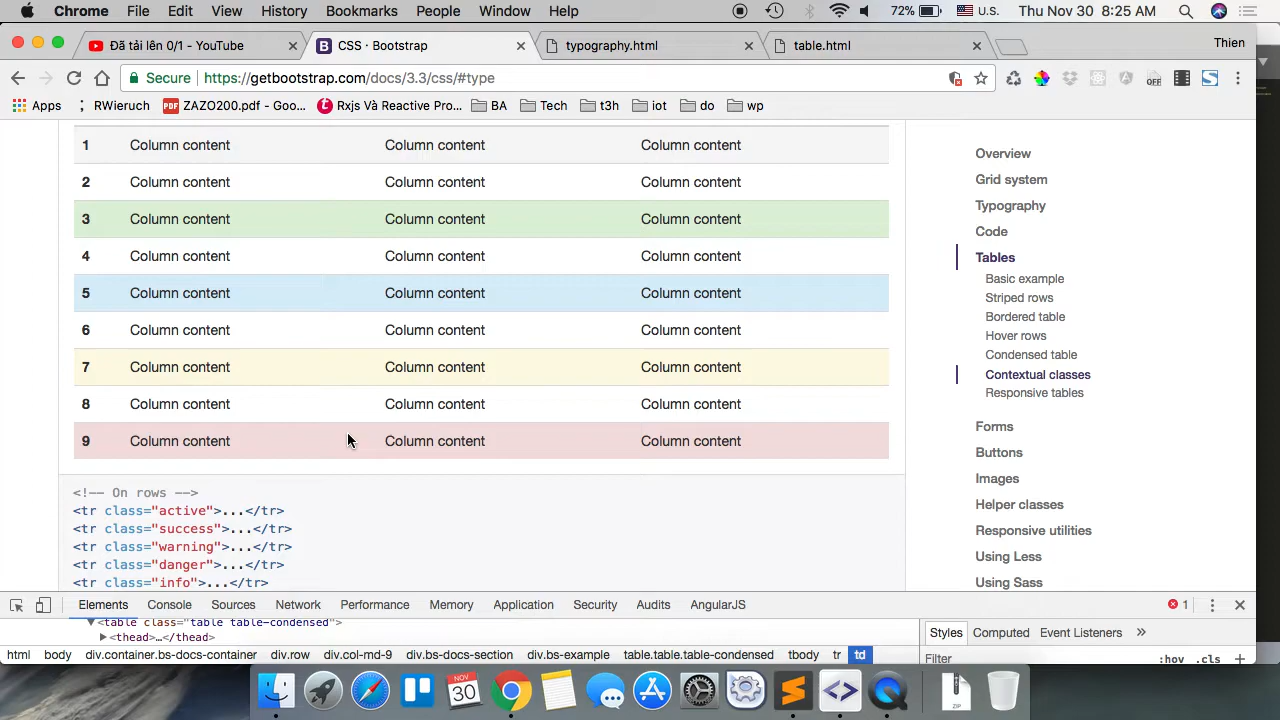 Chrome File Edit View History Bookmarks People Window Help 72% U.S. Thu Nov 30 8:25 AM
Đã tải lên 0/1 - YouTube CSS · Bootstrap typography.html table.html Thien
Secure https://getbootstrap.com/docs/3.3/css/#type OFF
Apps RWieruch ZAZO200.pdf - Goo... Rxjs Và Reactive Pro... BA Tech t3h iot do wp
1 Column content Column content Column content
2 Column content Column content Column content
3 Column content Column content Column content
4 Column content Column content Column content
5 Column content Column content Column content
6 Column content Column content Column content
7 Column content Column content Column content
8 Column content Column content Column content
9 Column content Column content Column content
<!-- On rows -->
<tr class="active">...</tr>
<tr class="success">...</tr>
<tr class="warning">...</tr>
<tr class="danger">...</tr>
<tr class="info">...</tr>
Overview
Grid system
Typography
Code
Tables
Basic example
Striped rows
Bordered table
Hover rows
Condensed table
Contextual classes
Responsive tables
Forms
Buttons
Images
Helper classes
Responsive utilities
Using Less
Using Sass
Elements Console Sources Network Performance Memory Application Security Audits AngularJS 1
▼<table class="table table-condensed">
▶<thead>…</thead>
Styles Computed Event Listeners »
html body div.container.bs-docs-container div.row div.col-md-9 div.bs-docs-section div.bs-example table.table.table-condensed tbody tr td
Filter :hov .cls +
NOV
30
ZIP